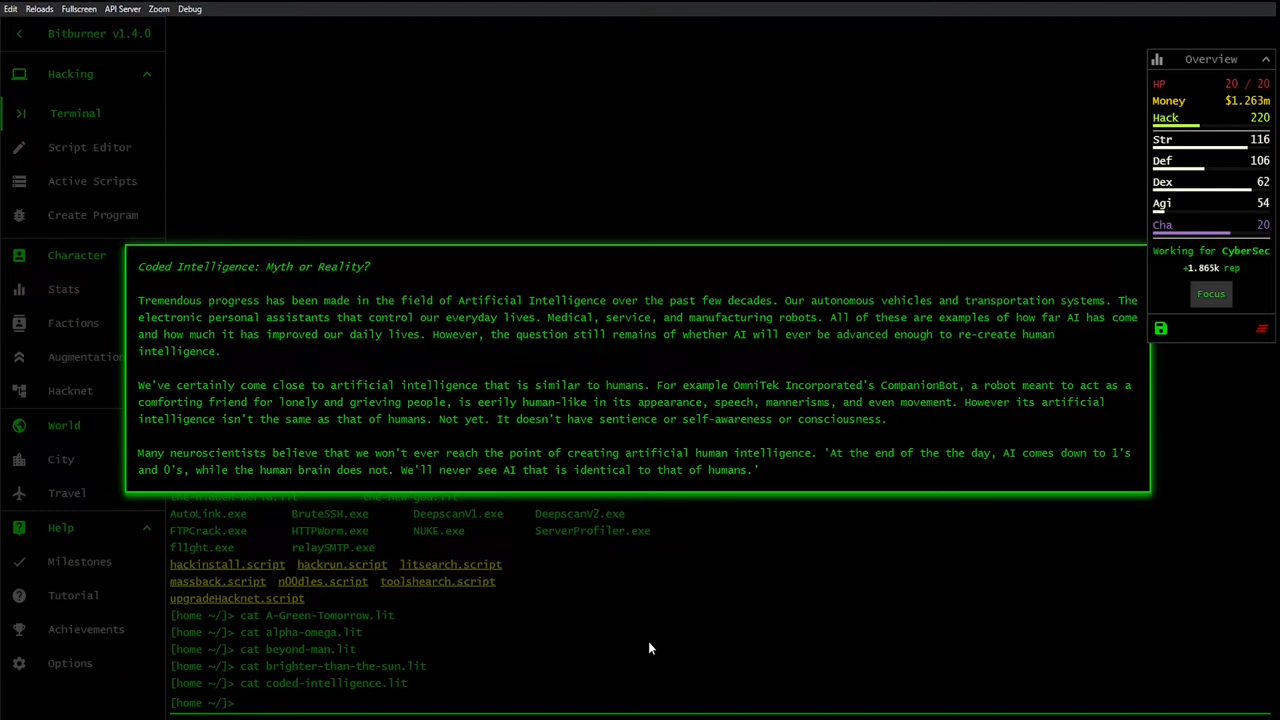 Edit Reloads Fullscreen API Server Zoom Debug
Bitburner v1.4.0
Hacking
Terminal
Script Editor
Active Scripts
Create Program
Character
Stats
Factions
Augmentation
Hacknet
World
City
Travel
Help
Milestones
Tutorial
Achievements
Options
Coded Intelligence: Myth or Reality?
Tremendous progress has been made in the field of Artificial Intelligence over the past few decades. Our autonomous vehicles and transportation systems. The
electronic personal assistants that control our everyday lives. Medical, service, and manufacturing robots. All of these are examples of how far AI has come
and how much it has improved our daily lives. However, the question still remains of whether AI will ever be advanced enough to re-create human
intelligence.
We've certainly come close to artificial intelligence that is similar to humans. For example OmniTek Incorporated's CompanionBot, a robot meant to act as a
comforting friend for lonely and grieving people, is eerily human-like in its appearance, speech, mannerisms, and even movement. However its artificial
intelligence isn't the same as that of humans. Not yet. It doesn't have sentience or self-awareness or consciousness.
Many neuroscientists believe that we won't ever reach the point of creating artificial human intelligence. 'At the end of the the day, AI comes down to 1's
and 0's, while the human brain does not. We'll never see AI that is identical to that of humans.'
the-hidden-world.lit the-new-god.lit
AutoLink.exe BruteSSH.exe DeepscanV1.exe DeepscanV2.exe
FTPCrack.exe HTTPWorm.exe NUKE.exe ServerProfiler.exe
fl1ght.exe relaySMTP.exe
hackinstall.script hackrun.script litsearch.script
massback.script n00dles.script toolshearch.script
upgradeHacknet.script
[home ~/]> cat A-Green-Tomorrow.lit
[home ~/]> cat alpha-omega.lit
[home ~/]> cat beyond-man.lit
[home ~/]> cat brighter-than-the-sun.lit
[home ~/]> cat coded-intelligence.lit
[home ~/]>
Overview
HP 20 / 20
Money $1.263m
Hack 220
Str 116
Def 106
Dex 62
Agi 54
Cha 20
Working for CyberSec
+1.865k rep
Focus